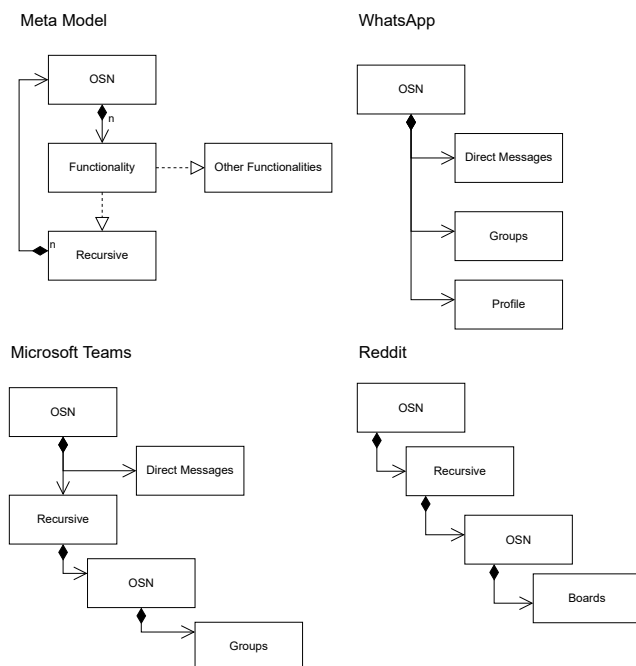 Meta Model
OSN
n
Functionality
Other Functionalities
n
Recursive
WhatsApp
OSN
Direct Messages
Groups
Profile
Microsoft Teams
OSN
Direct Messages
Recursive
OSN
Groups
Reddit
OSN
Recursive
OSN
Boards